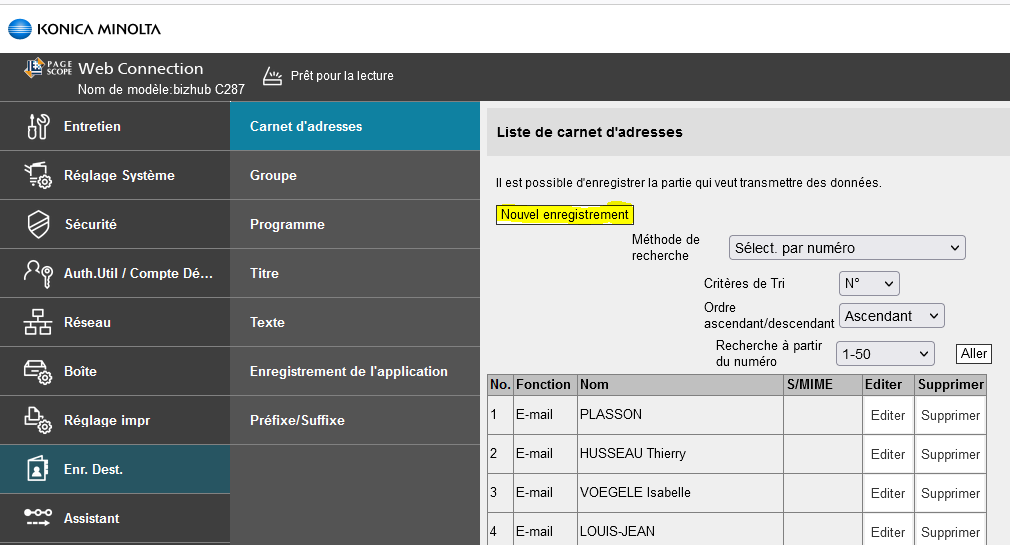 KONICA MINOLTA
PAGE SCOPE Web Connection
Nom de modèle:bizhub C287
Prêt pour la lecture
Entretien
Réglage Système
Sécurité
Auth.Util / Compte Dé...
Réseau
Boîte
Réglage impr
Enr. Dest.
Assistant
Carnet d'adresses
Groupe
Programme
Titre
Texte
Enregistrement de l'application
Préfixe/Suffixe
Liste de carnet d'adresses
Il est possible d'enregistrer la partie qui veut transmettre des données.
Nouvel enregistrement
Méthode de
recherche
Sélect. par numéro
Critères de Tri
N°
Ordre
ascendant/descendant
Ascendant
Recherche à partir
du numéro
1-50
Aller
No. Fonction Nom S/MIME Editer Supprimer
1 E-mail PLASSON Editer Supprimer
2 E-mail HUSSEAU Thierry Editer Supprimer
3 E-mail VOEGELE Isabelle Editer Supprimer
4 E-mail LOUIS-JEAN Editer Supprimer